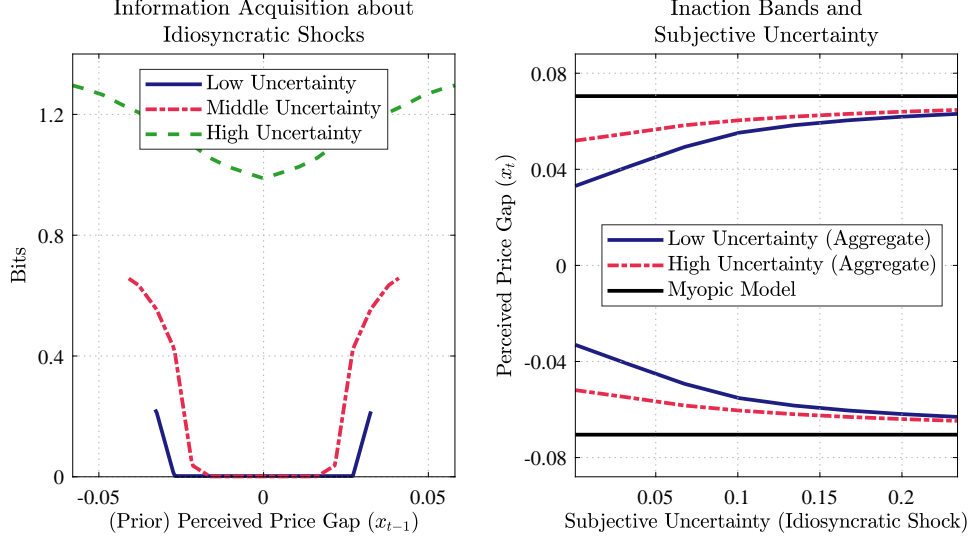 Information Acquisition about
Idiosyncratic Shocks
Low Uncertainty
Middle Uncertainty
High Uncertainty
1.2
0.8
0.4
0
Bits
-0.05
0
0.05
(Prior) Perceived Price Gap (xₜ₋₁)
Inaction Bands and
Subjective Uncertainty
0.08
0.04
0
-0.04
-0.08
Perceived Price Gap (xₜ)
Low Uncertainty (Aggregate)
High Uncertainty (Aggregate)
Myopic Model
0.05
0.1
0.15
0.2
Subjective Uncertainty (Idiosyncratic Shock)